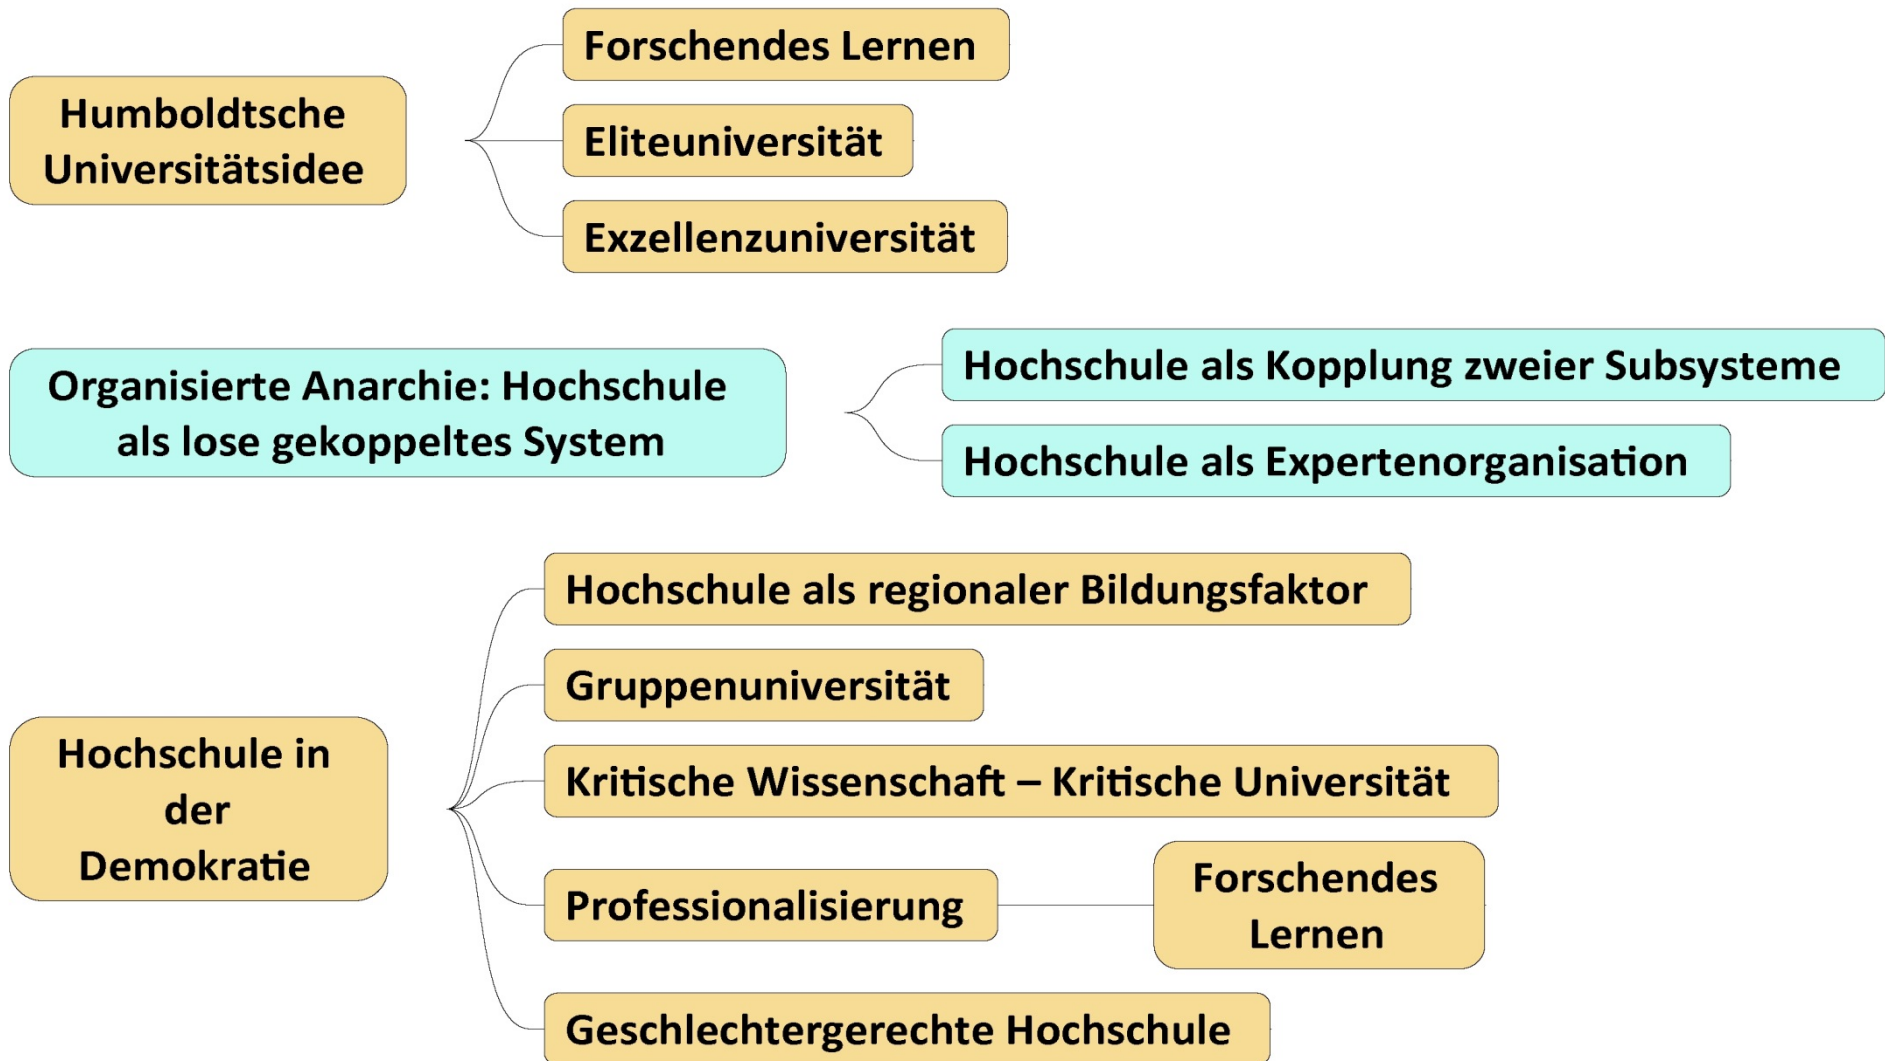 Forschendes Lernen
Humboldtsche
Universitätsidee
Eliteuniversität
Exzellenzuniversität
Organisierte Anarchie: Hochschule
als lose gekoppeltes System
Hochschule als Kopplung zweier Subsysteme
Hochschule als Expertenorganisation
Hochschule in
der
Demokratie
Hochschule als regionaler Bildungsfaktor
Gruppenuniversität
Kritische Wissenschaft – Kritische Universität
Professionalisierung
Forschendes
Lernen
Geschlechtergerechte Hochschule